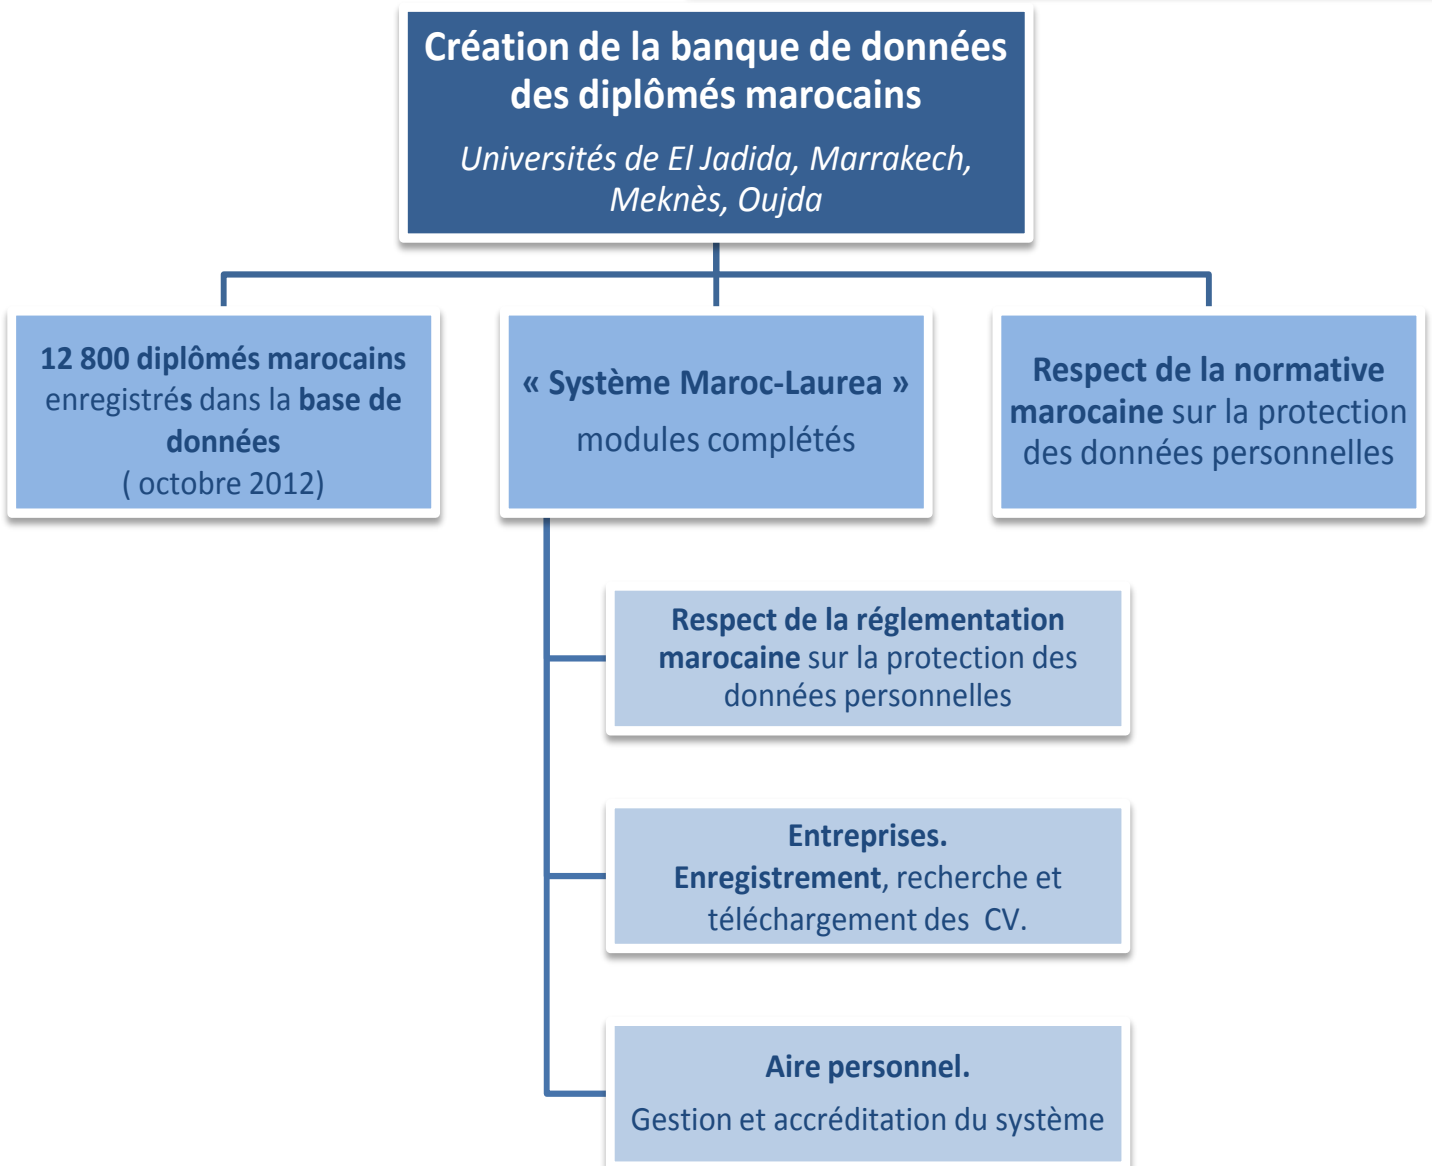 Création de la banque de données
des diplômés marocains
Universités de El Jadida, Marrakech,
Meknès, Oujda
12 800 diplômés marocains
enregistrés dans la base de
données
( octobre 2012)
« Système Maroc-Laurea »
modules complétés
Respect de la normative
marocaine sur la protection
des données personnelles
Respect de la réglementation
marocaine sur la protection des
données personnelles
Entreprises.
Enregistrement, recherche et
téléchargement des CV.
Aire personnel.
Gestion et accréditation du système